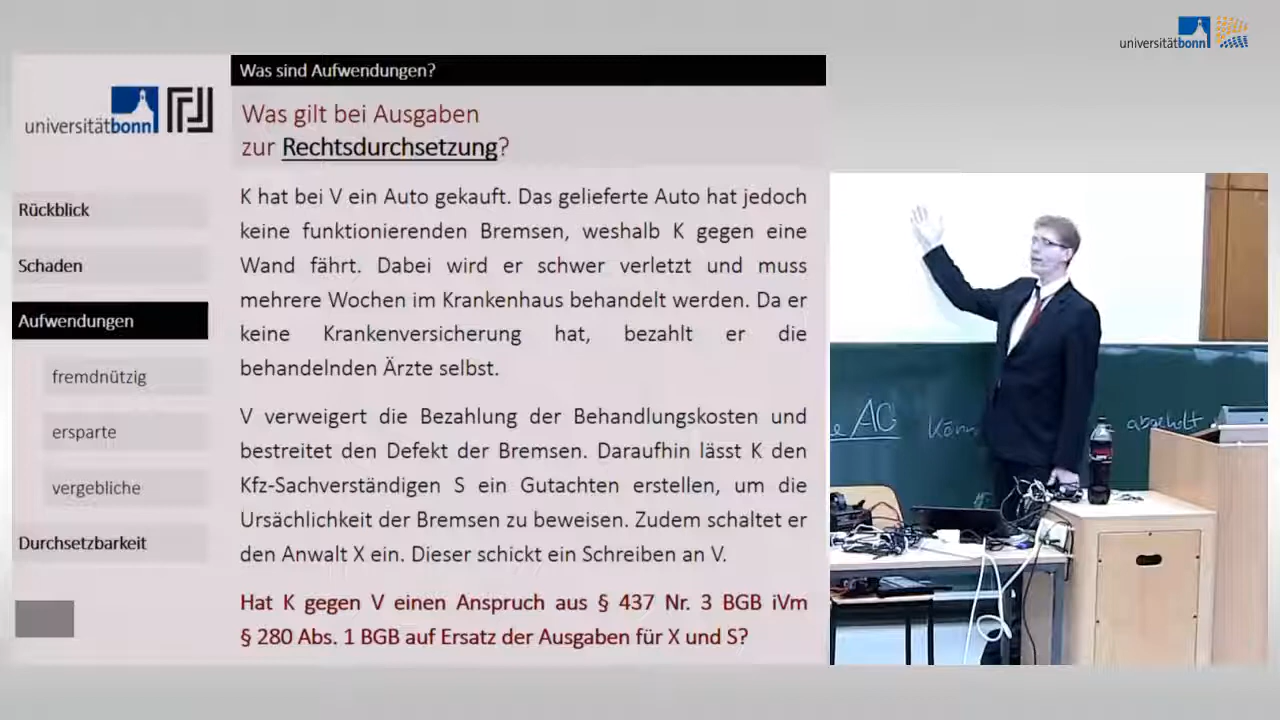 universitätbonn
Was sind Aufwendungen?
universitätbonn
Was gilt bei Ausgaben
zur Rechtsdurchsetzung?
Rückblick
Schaden
Aufwendungen
fremdnützig
ersparte
vergebliche
Durchsetzbarkeit
K hat bei V ein Auto gekauft. Das gelieferte Auto hat jedoch
keine funktionierenden Bremsen, weshalb K gegen eine
Wand fährt. Dabei wird er schwer verletzt und muss
mehrere Wochen im Krankenhaus behandelt werden. Da er
keine Krankenversicherung hat, bezahlt er die
behandelnden Ärzte selbst.
V verweigert die Bezahlung der Behandlungskosten und
bestreitet den Defekt der Bremsen. Daraufhin lässt K den
Kfz-Sachverständigen S ein Gutachten erstellen, um die
Ursächlichkeit der Bremsen zu beweisen. Zudem schaltet er
den Anwalt X ein. Dieser schickt ein Schreiben an V.
Hat K gegen V einen Anspruch aus § 437 Nr. 3 BGB iVm
§ 280 Abs. 1 BGB auf Ersatz der Ausgaben für X und S?
AG abgeholt